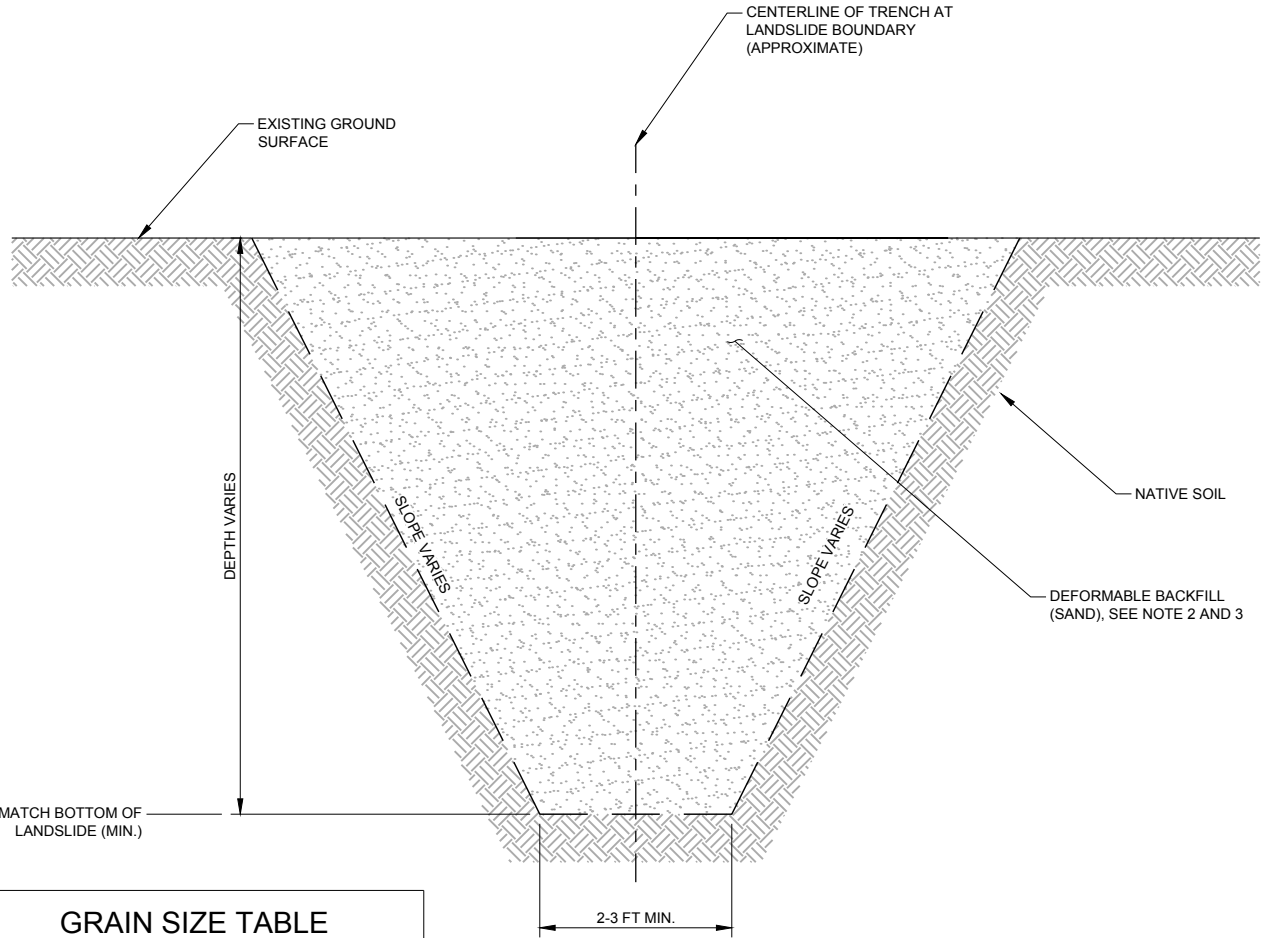 CENTERLINE OF TRENCH AT
LANDSLIDE BOUNDARY
(APPROXIMATE)
EXISTING GROUND
SURFACE
DEPTH VARIES
SLOPE VARIES
SLOPE VARIES
NATIVE SOIL
DEFORMABLE BACKFILL
(SAND), SEE NOTE 2 AND 3
MATCH BOTTOM OF
LANDSLIDE (MIN.)
2-3 FT MIN.
GRAIN SIZE TABLE